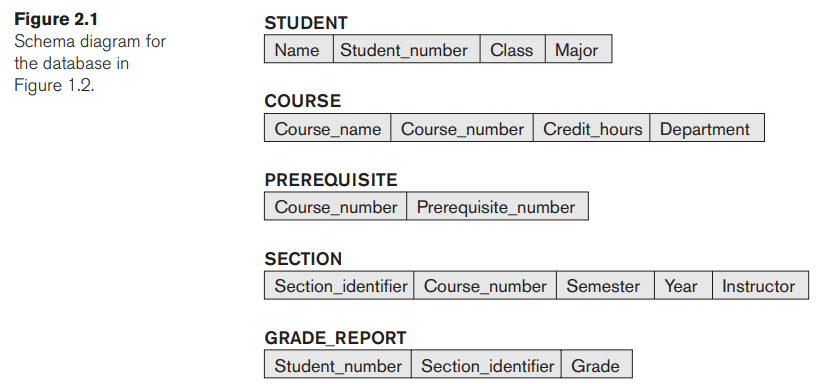 Figure 2.1
Schema diagram for
the database in
Figure 1.2.
STUDENT
Name Student_number Class Major
COURSE
Course_name Course_number Credit_hours Department
PREREQUISITE
Course_number Prerequisite_number
SECTION
Section_identifier Course_number Semester Year Instructor
GRADE_REPORT
Student_number Section_identifier Grade